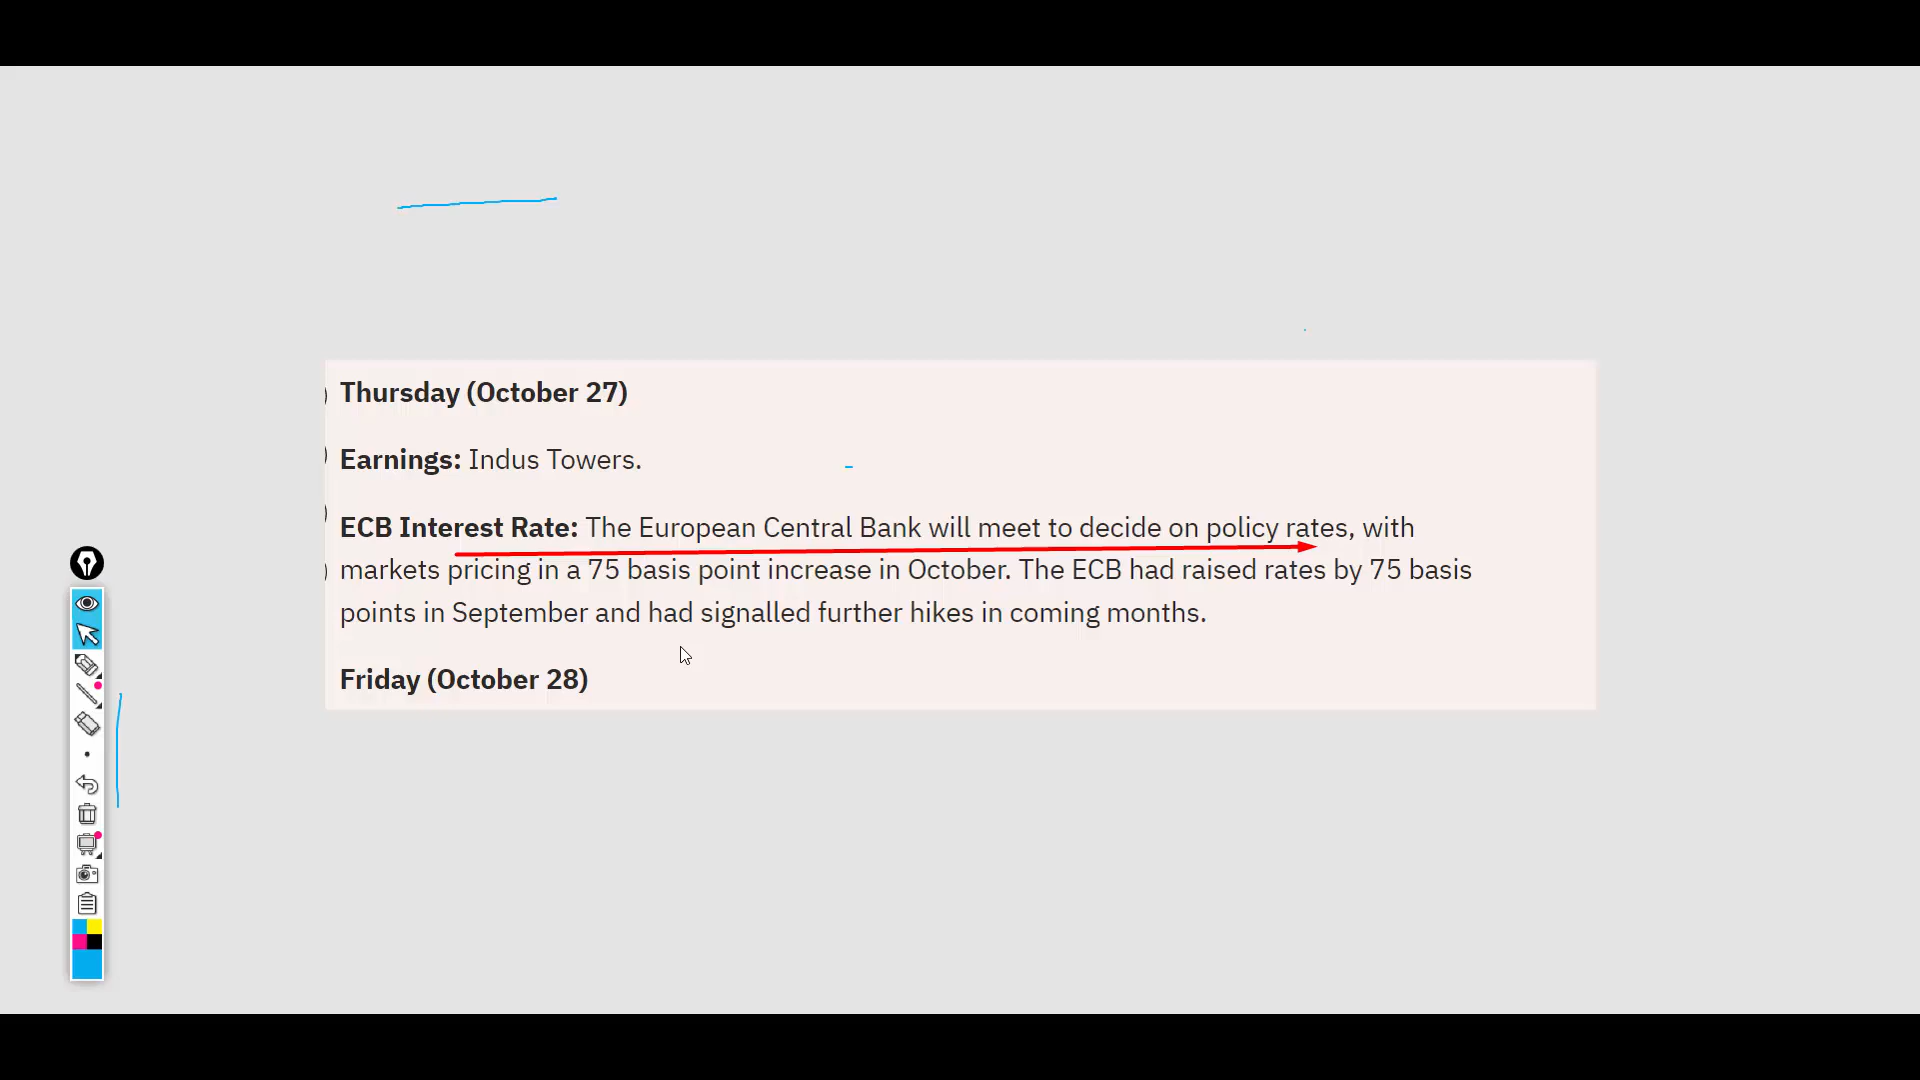 Thursday (October 27)
Earnings: Indus Towers.
ECB Interest Rate: The European Central Bank will meet to decide on policy rates, with
markets pricing in a 75 basis point increase in October. The ECB had raised rates by 75 basis
points in September and had signalled further hikes in coming months.
Friday (October 28)